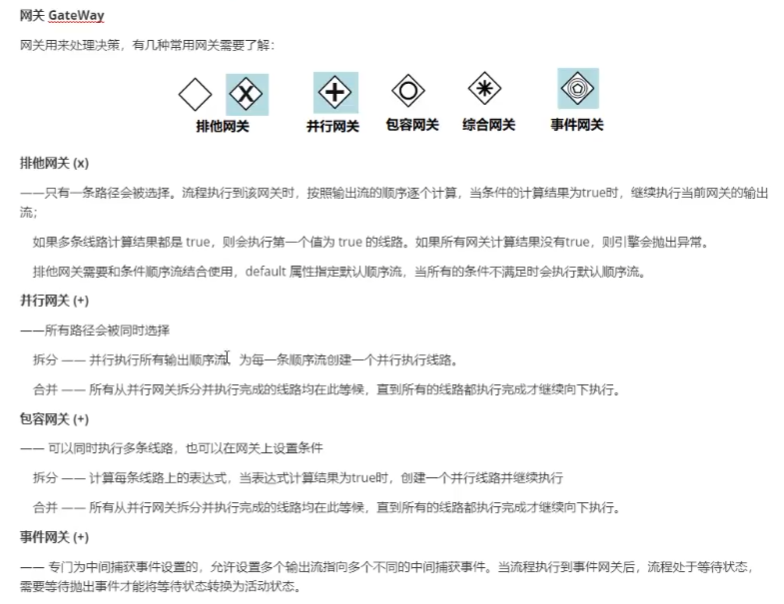 网关 GateWay
网关用来处理决策，有几种常用网关需要了解：
排他网关 并行网关 包容网关 综合网关 事件网关
排他网关 (x)
——只有一条路径会被选择。流程执行到该网关时，按照输出流的顺序逐个计算，当条件的计算结果为true时，继续执行当前网关的输出
流；
如果多条线路计算结果都是 true，则会执行第一个值为 true 的线路。如果所有网关计算结果没有true，则引擎会抛出异常。
排他网关需要和条件顺序流结合使用，default 属性指定默认顺序流，当所有的条件不满足时会执行默认顺序流。
并行网关 (+)
——所有路径会被同时选择
拆分 —— 并行执行所有输出顺序流，为每一条顺序流创建一个并行执行线路。
合并 —— 所有从并行网关拆分并执行完成的线路均在此等候，直到所有的线路都执行完成才继续向下执行。
包容网关 (+)
—— 可以同时执行多条线路，也可以在网关上设置条件
拆分 —— 计算每条线路上的表达式，当表达式计算结果为true时，创建一个并行线路并继续执行
合并 —— 所有从并行网关拆分并执行完成的线路均在此等候，直到所有的线路都执行完成才继续向下执行。
事件网关 (+)
—— 专门为中间捕获事件设置的，允许设置多个输出流指向多个不同的中间捕获事件。当流程执行到事件网关后，流程处于等待状态，
需要等待抛出事件才能将等待状态转换为活动状态。